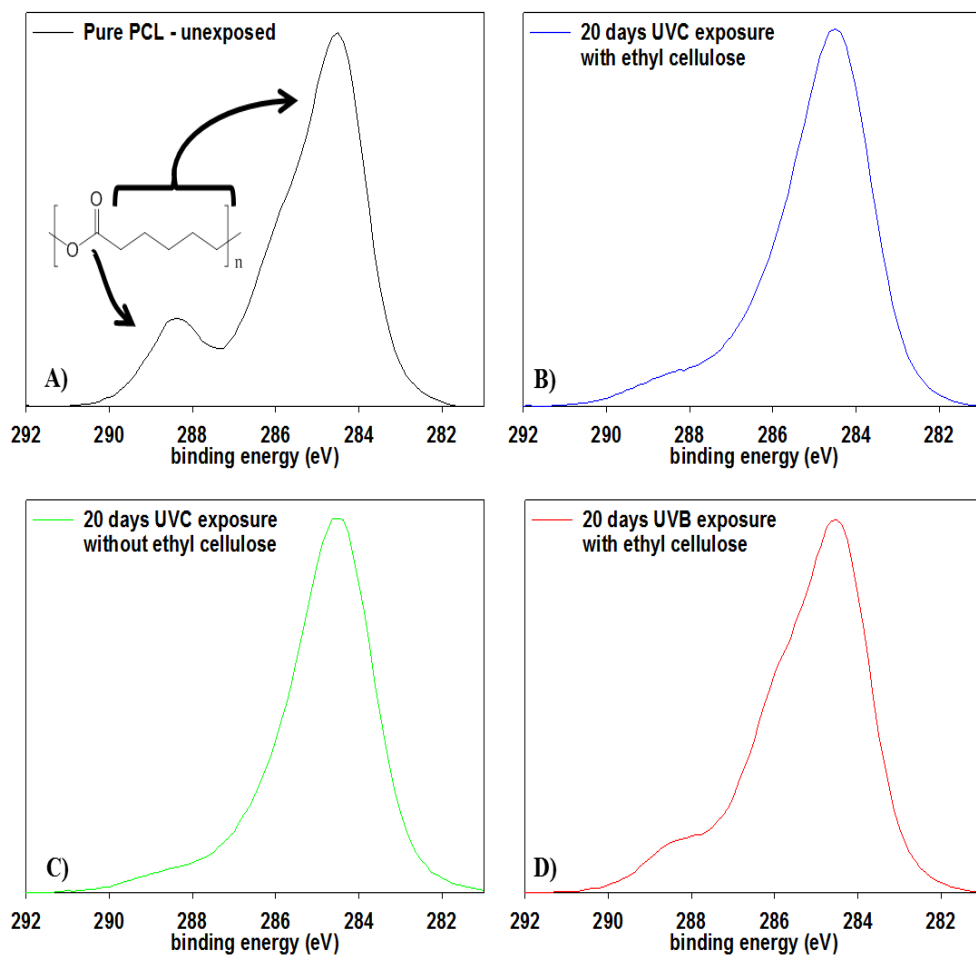 Pure PCL - unexposed
O
O
n
A)
292 290 288 286 284 282
binding energy (eV)
20 days UVC exposure
with ethyl cellulose
B)
292 290 288 286 284 282
binding energy (eV)
20 days UVC exposure
without ethyl cellulose
C)
292 290 288 286 284 282
binding energy (eV)
20 days UVB exposure
with ethyl cellulose
D)
292 290 288 286 284 282
binding energy (eV)